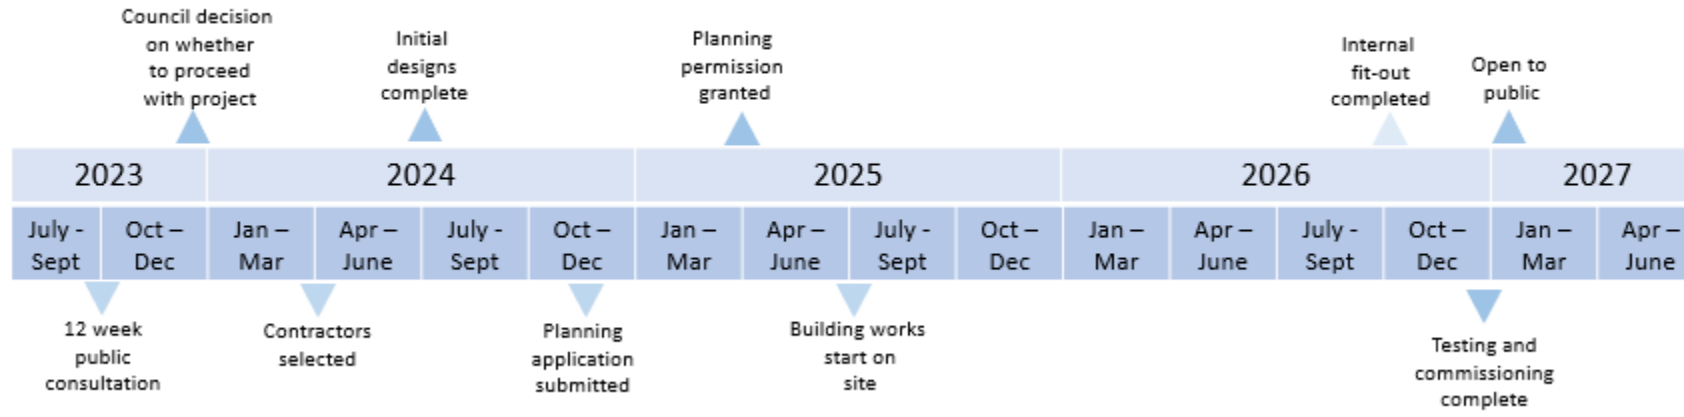 Council decision
on whether
to proceed
with project
Initial
designs
complete
Planning
permission
granted
Internal
fit-out
completed
Open to
public
2023
2024
2025
2026
2027
July -
Sept
Oct –
Dec
Jan –
Mar
Apr –
June
July -
Sept
Oct –
Dec
Jan –
Mar
Apr –
June
July -
Sept
Oct –
Dec
Jan –
Mar
Apr –
June
July -
Sept
Oct –
Dec
Jan –
Mar
Apr –
June
12 week
public
consultation
Contractors
selected
Planning
application
submitted
Building works
start on
site
Testing and
commissioning
complete